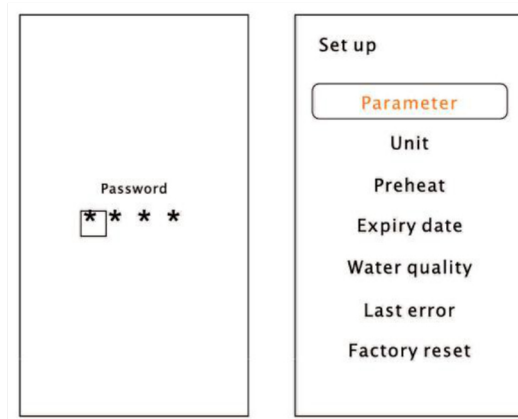 Password
* * * *
Set up
Parameter
Unit
Preheat
Expiry date
Water quality
Last error
Factory reset